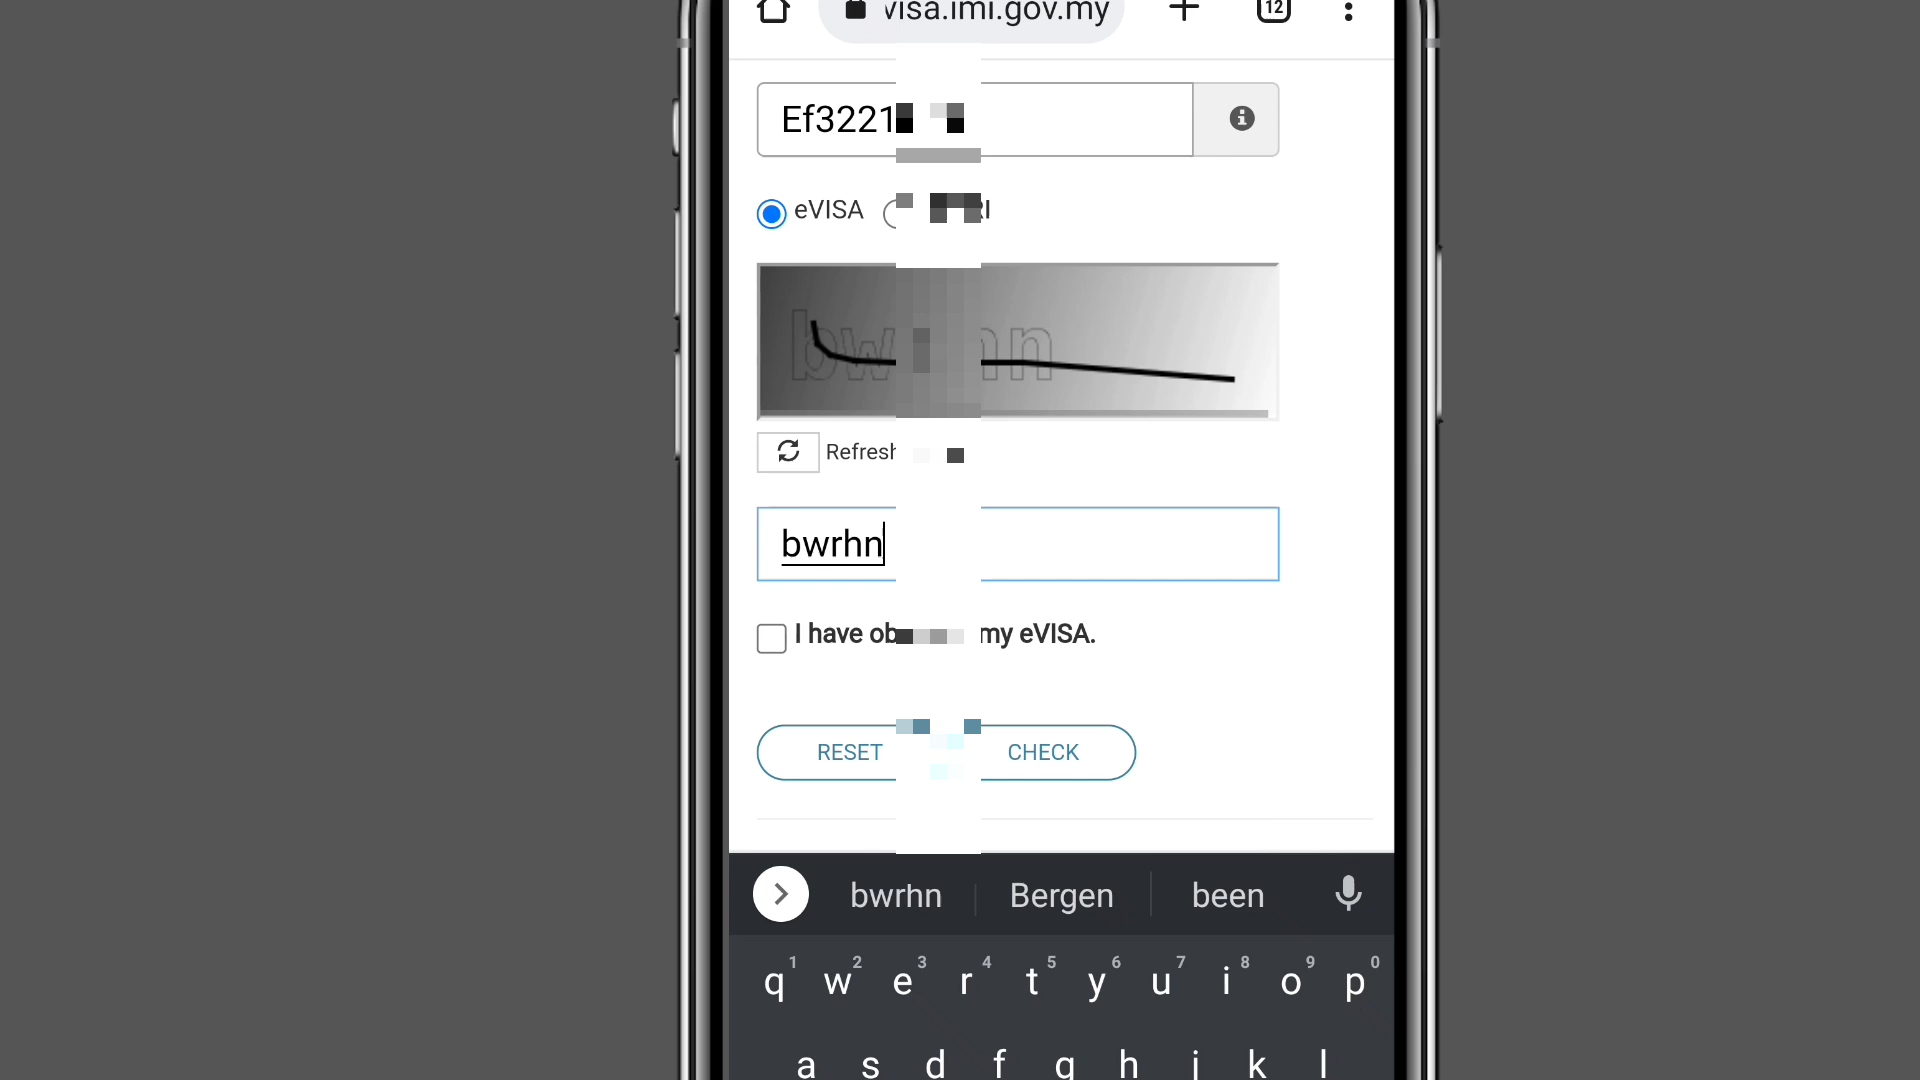 visa.imi.gov.my
12
Ef3221
eVISA
Refresh
bwrhn
I have my eVISA.
RESET CHECK
bwrhn Bergen been
1 2 3 4 5 6 7 8 9 0
q w e r t y u i o p
a s d f g h j k l